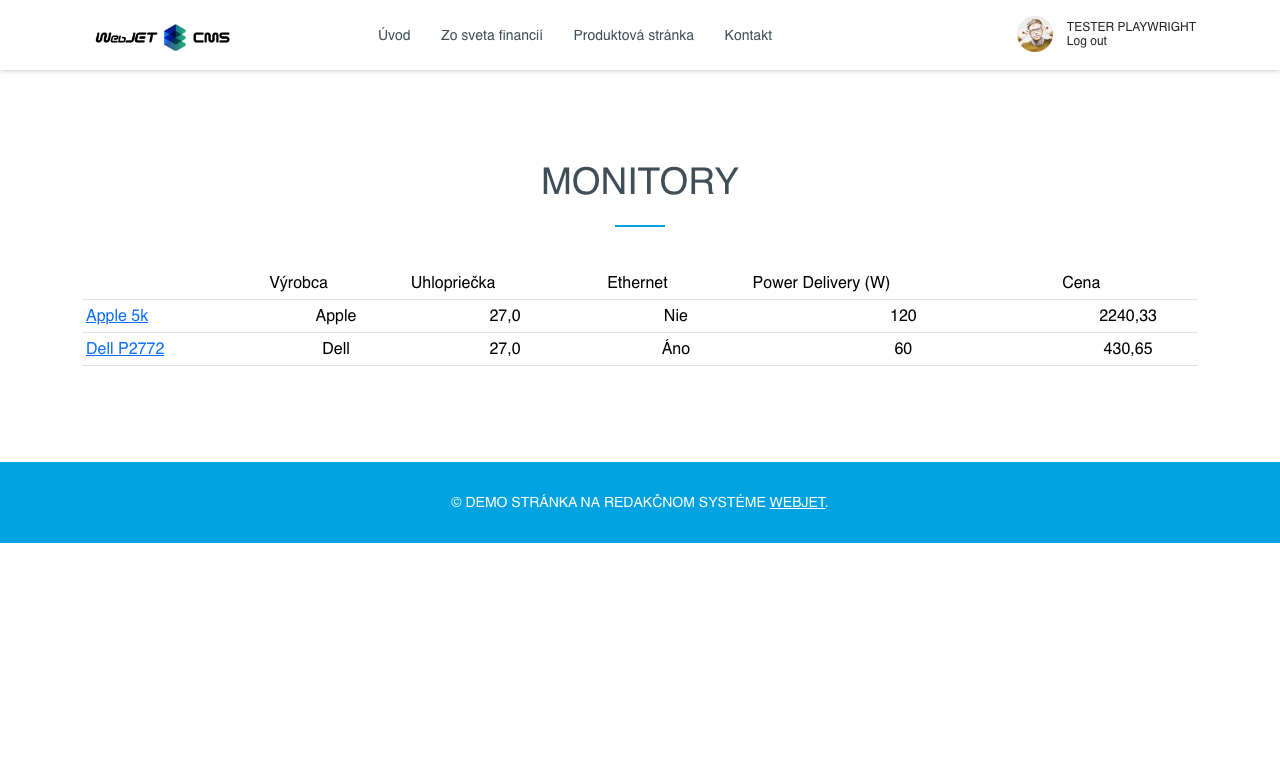 WebJET CMS
Úvod Zo sveta financií Produktová stránka Kontakt
TESTER PLAYWRIGHT
Log out
MONITORY
Výrobca Uhlopriečka Ethernet Power Delivery (W) Cena
Apple 5k Apple 27,0 Nie 120 2240,33
Dell P2772 Dell 27,0 Áno 60 430,65
© DEMO STRÁNKA NA REDAKČNOM SYSTÉME WEBJET.